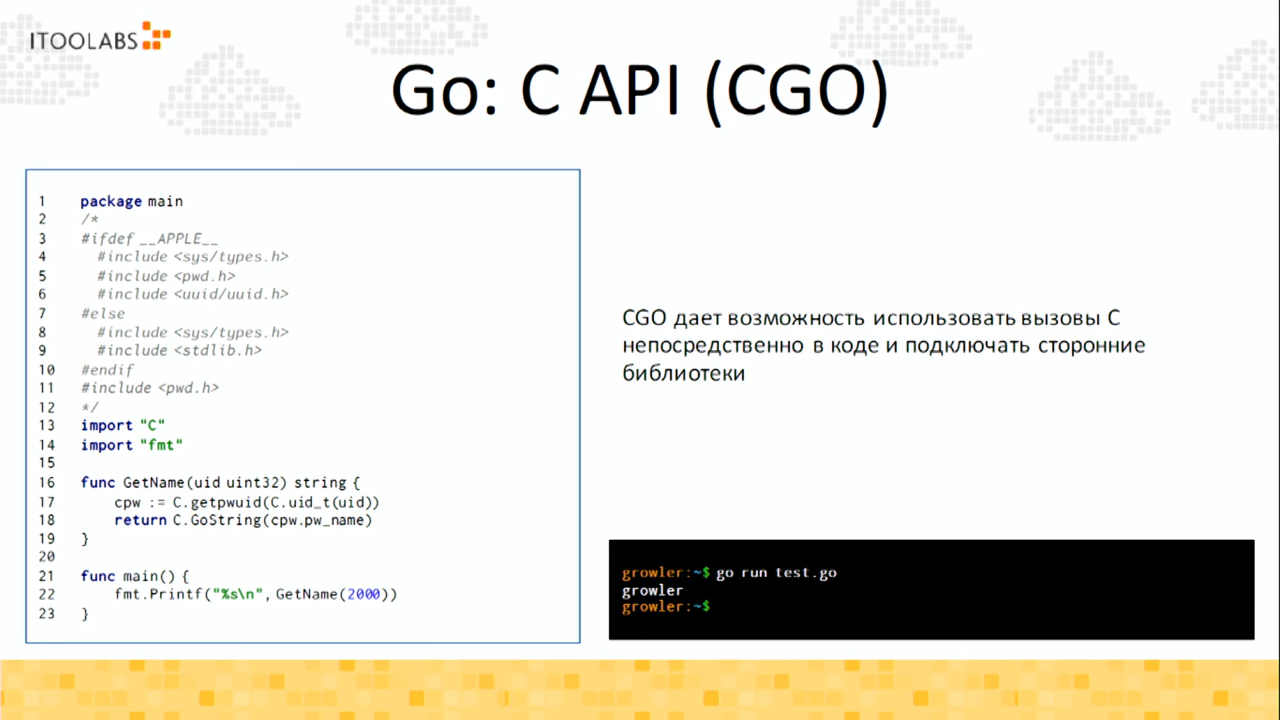 ITOOLABS
Go: C API (CGO)
1 package main
2 /*
3 #ifdef __APPLE__
4   #include <sys/types.h>
5   #include <pwd.h>
6   #include <uuid/uuid.h>
7 #else
8   #include <sys/types.h>
9   #include <stdlib.h>
10 #endif
11 #include <pwd.h>
12 */
13 import "C"
14 import "fmt"
15
16 func GetName(uid uint32) string {
17     cpw := C.getpwuid(C.uid_t(uid))
18     return C.GoString(cpw.pw_name)
19 }
20
21 func main() {
22     fmt.Printf("%s\n", GetName(2000))
23 }
CGO дает возможность использовать вызовы C
непосредственно в коде и подключать сторонние
библиотеки
growler:~$ go run test.go
growler
growler:~$